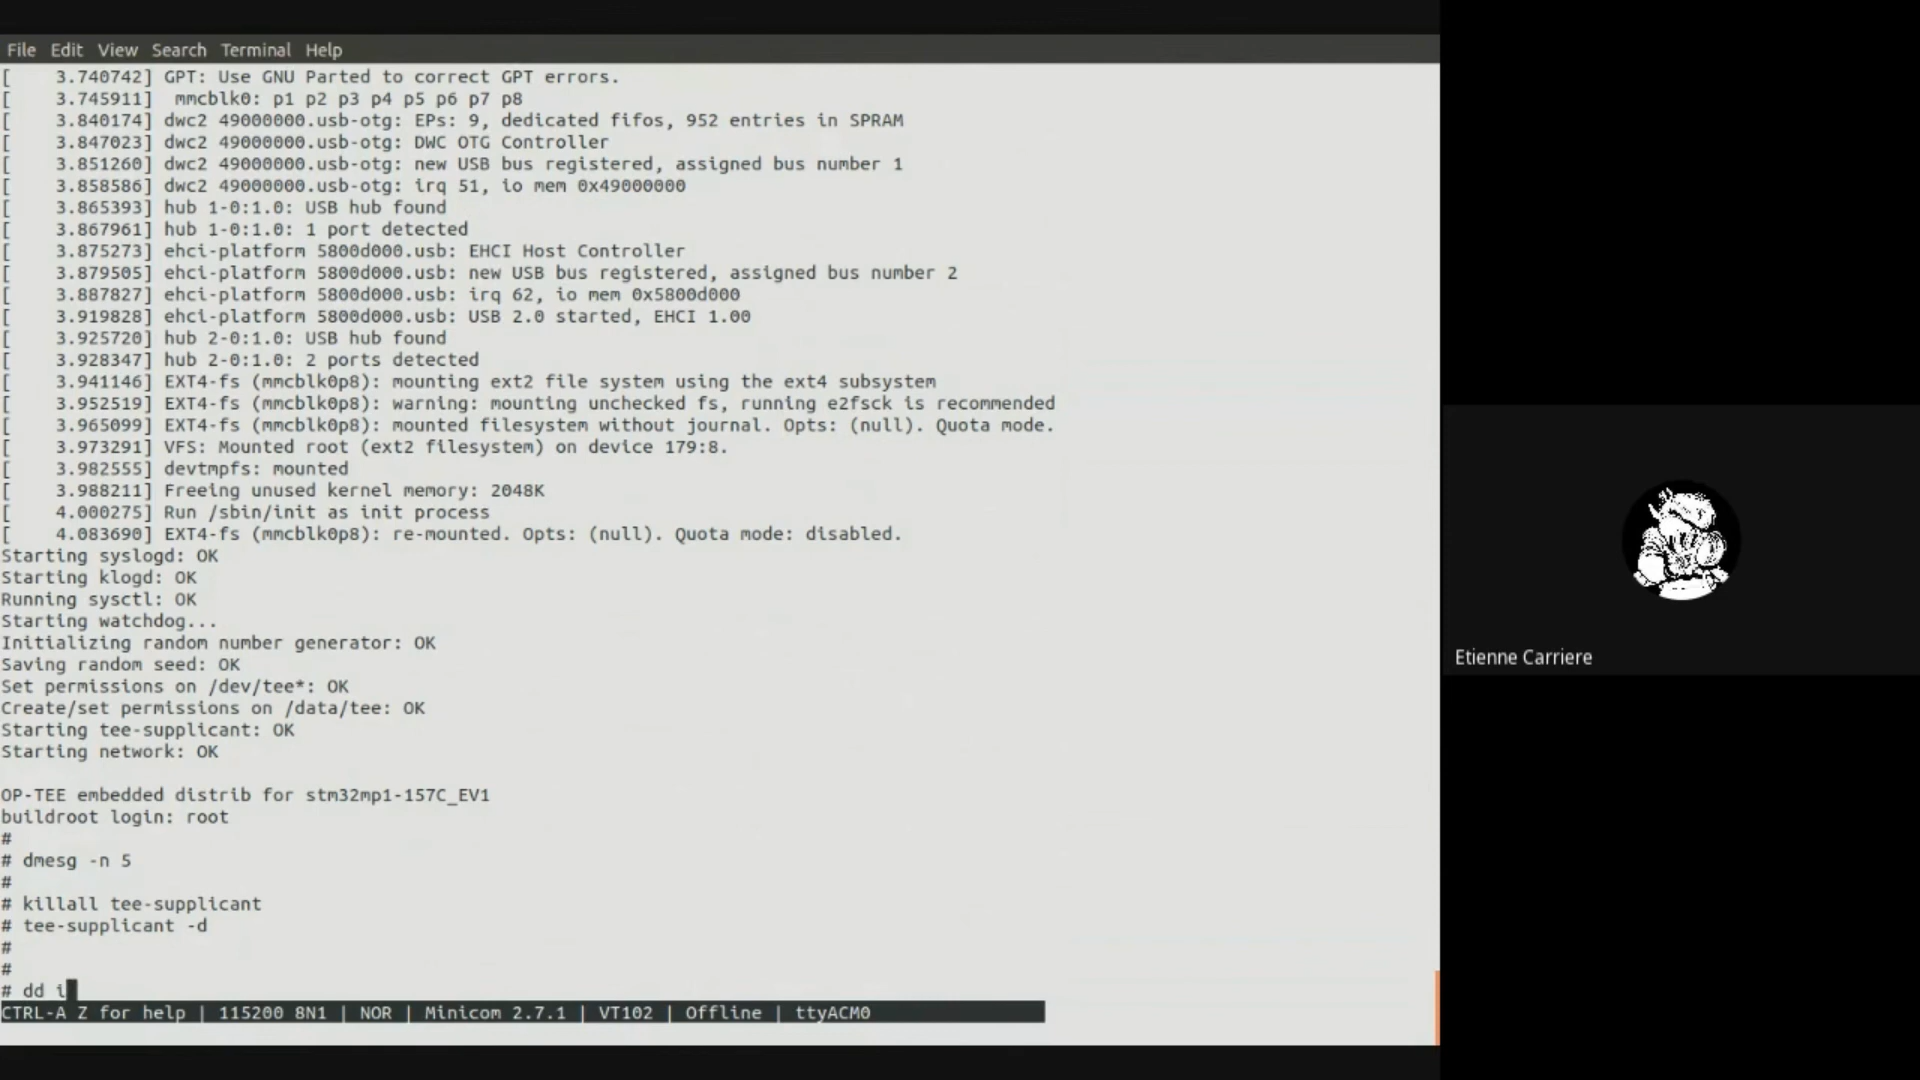 File Edit View Search Terminal Help
[    3.740742] GPT: Use GNU Parted to correct GPT errors.
[    3.745911]  mmcblk0: p1 p2 p3 p4 p5 p6 p7 p8
[    3.840174] dwc2 49000000.usb-otg: EPs: 9, dedicated fifos, 952 entries in SPRAM
[    3.847023] dwc2 49000000.usb-otg: DWC OTG Controller
[    3.851260] dwc2 49000000.usb-otg: new USB bus registered, assigned bus number 1
[    3.858586] dwc2 49000000.usb-otg: irq 51, io mem 0x49000000
[    3.865393] hub 1-0:1.0: USB hub found
[    3.867961] hub 1-0:1.0: 1 port detected
[    3.875273] ehci-platform 5800d000.usb: EHCI Host Controller
[    3.879505] ehci-platform 5800d000.usb: new USB bus registered, assigned bus number 2
[    3.887827] ehci-platform 5800d000.usb: irq 62, io mem 0x5800d000
[    3.919828] ehci-platform 5800d000.usb: USB 2.0 started, EHCI 1.00
[    3.925720] hub 2-0:1.0: USB hub found
[    3.928347] hub 2-0:1.0: 2 ports detected
[    3.941146] EXT4-fs (mmcblk0p8): mounting ext2 file system using the ext4 subsystem
[    3.952519] EXT4-fs (mmcblk0p8): warning: mounting unchecked fs, running e2fsck is recommended
[    3.965099] EXT4-fs (mmcblk0p8): mounted filesystem without journal. Opts: (null). Quota mode.
[    3.973291] VFS: Mounted root (ext2 filesystem) on device 179:8.
[    3.982555] devtmpfs: mounted
[    3.988211] Freeing unused kernel memory: 2048K
[    4.000275] Run /sbin/init as init process
[    4.083690] EXT4-fs (mmcblk0p8): re-mounted. Opts: (null). Quota mode: disabled.
Starting syslogd: OK
Starting klogd: OK
Running sysctl: OK
Starting watchdog...
Initializing random number generator: OK
Saving random seed: OK
Set permissions on /dev/tee*: OK
Create/set permissions on /data/tee: OK
Starting tee-supplicant: OK
Starting network: OK
OP-TEE embedded distrib for stm32mp1-157C_EV1
buildroot login: root
#
# dmesg -n 5
#
# killall tee-supplicant
# tee-supplicant -d
#
#
# dd i
CTRL-A Z for help | 115200 8N1 | NOR | Minicom 2.7.1 | VT102 | Offline | ttyACM0
Etienne Carriere